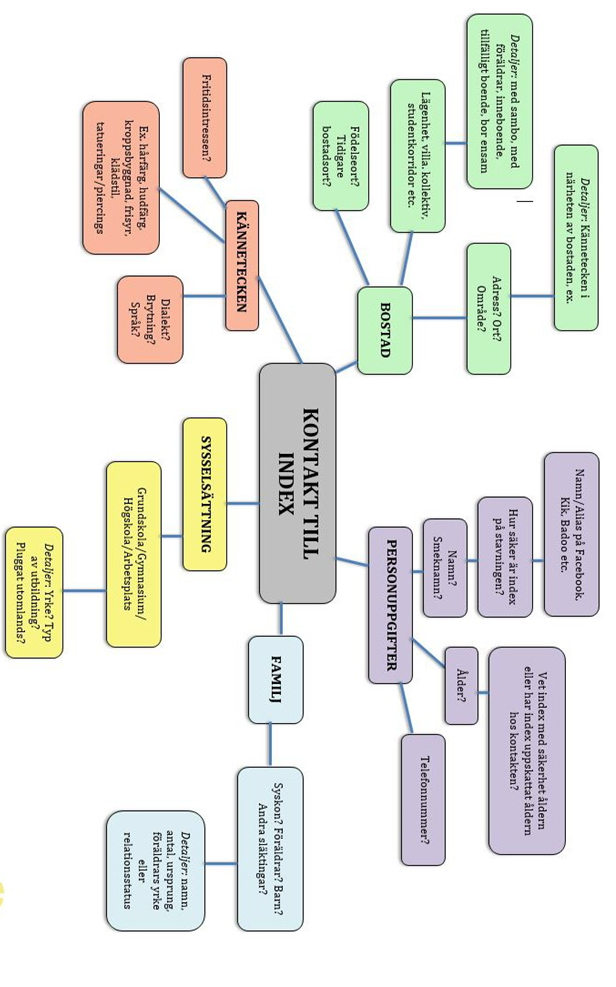 Detaljer: Kännetecken i
närheten av bostaden, ex.
Detaljer: med sambo, med
föräldrar, inneboende,
tillfälligt boende, bor ensam
Lägenhet, villa, kollektiv,
studentkorridor etc.
Adress? Ort?
Område?
Födelseort?
Tidigare
bostadsort?
BOSTAD
Namn/Alias på Facebook,
Kik, Badoo etc.
Hur säker är index
på stavningen?
Namn?
Smeknamn?
Vet index med säkerhet åldern
eller har index uppskattat åldern
hos kontakten?
Ålder?
Telefonnummer?
PERSONUPPGIFTER
KONTAKT TILL
INDEX
KÄNNETECKEN
Fritidsintressen?
Ex. hårfärg, hudfärg,
kroppsbyggnad, frisyr,
klädstil,
tatueringar/piercings
Dialekt?
Brytning?
Språk?
SYSSELSÄTTNING
Grundskola/Gymnasium/
Högskola/Arbetsplats
Detaljer: Yrke? Typ
av utbildning?
Pluggat utomlands?
FAMILJ
Syskon? Föräldrar? Barn?
Andra släktingar?
Detaljer: namn,
antal, ursprung,
föräldrars yrke
eller
relationsstatus